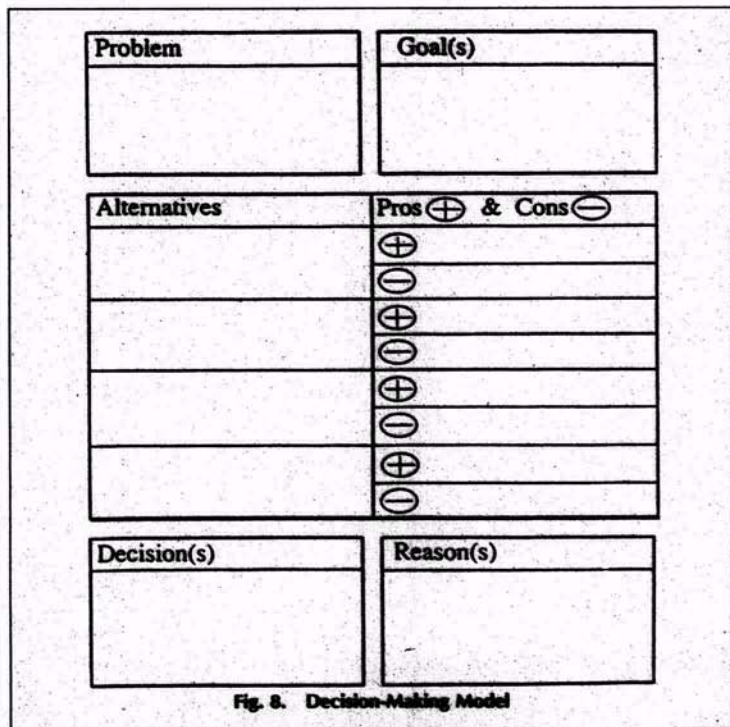 Problem
Goal(s)
Alternatives
Pros ⊕ & Cons ⊖
⊕
⊖
⊕
⊖
⊕
⊖
⊕
⊖
Decision(s)
Reason(s)
Fig. 8. Decision-Making Model